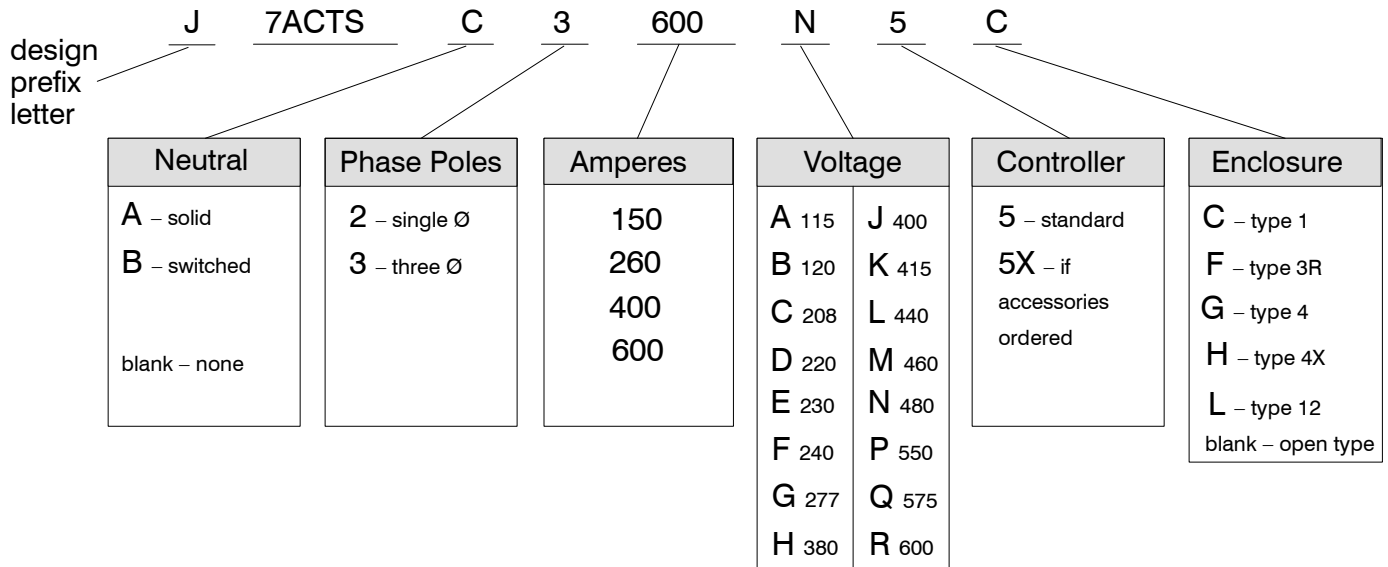 J 7ACTS C 3 600 N 5 C
design
prefix
letter
Neutral
A – solid
B – switched
blank – none
Phase Poles
2 – single Ø
3 – three Ø
Amperes
150
260
400
600
Voltage
A 115 J 400
B 120 K 415
C 208 L 440
D 220 M 460
E 230 N 480
F 240 P 550
G 277 Q 575
H 380 R 600
Controller
5 – standard
5X – if
accessories
ordered
Enclosure
C – type 1
F – type 3R
G – type 4
H – type 4X
L – type 12
blank – open type